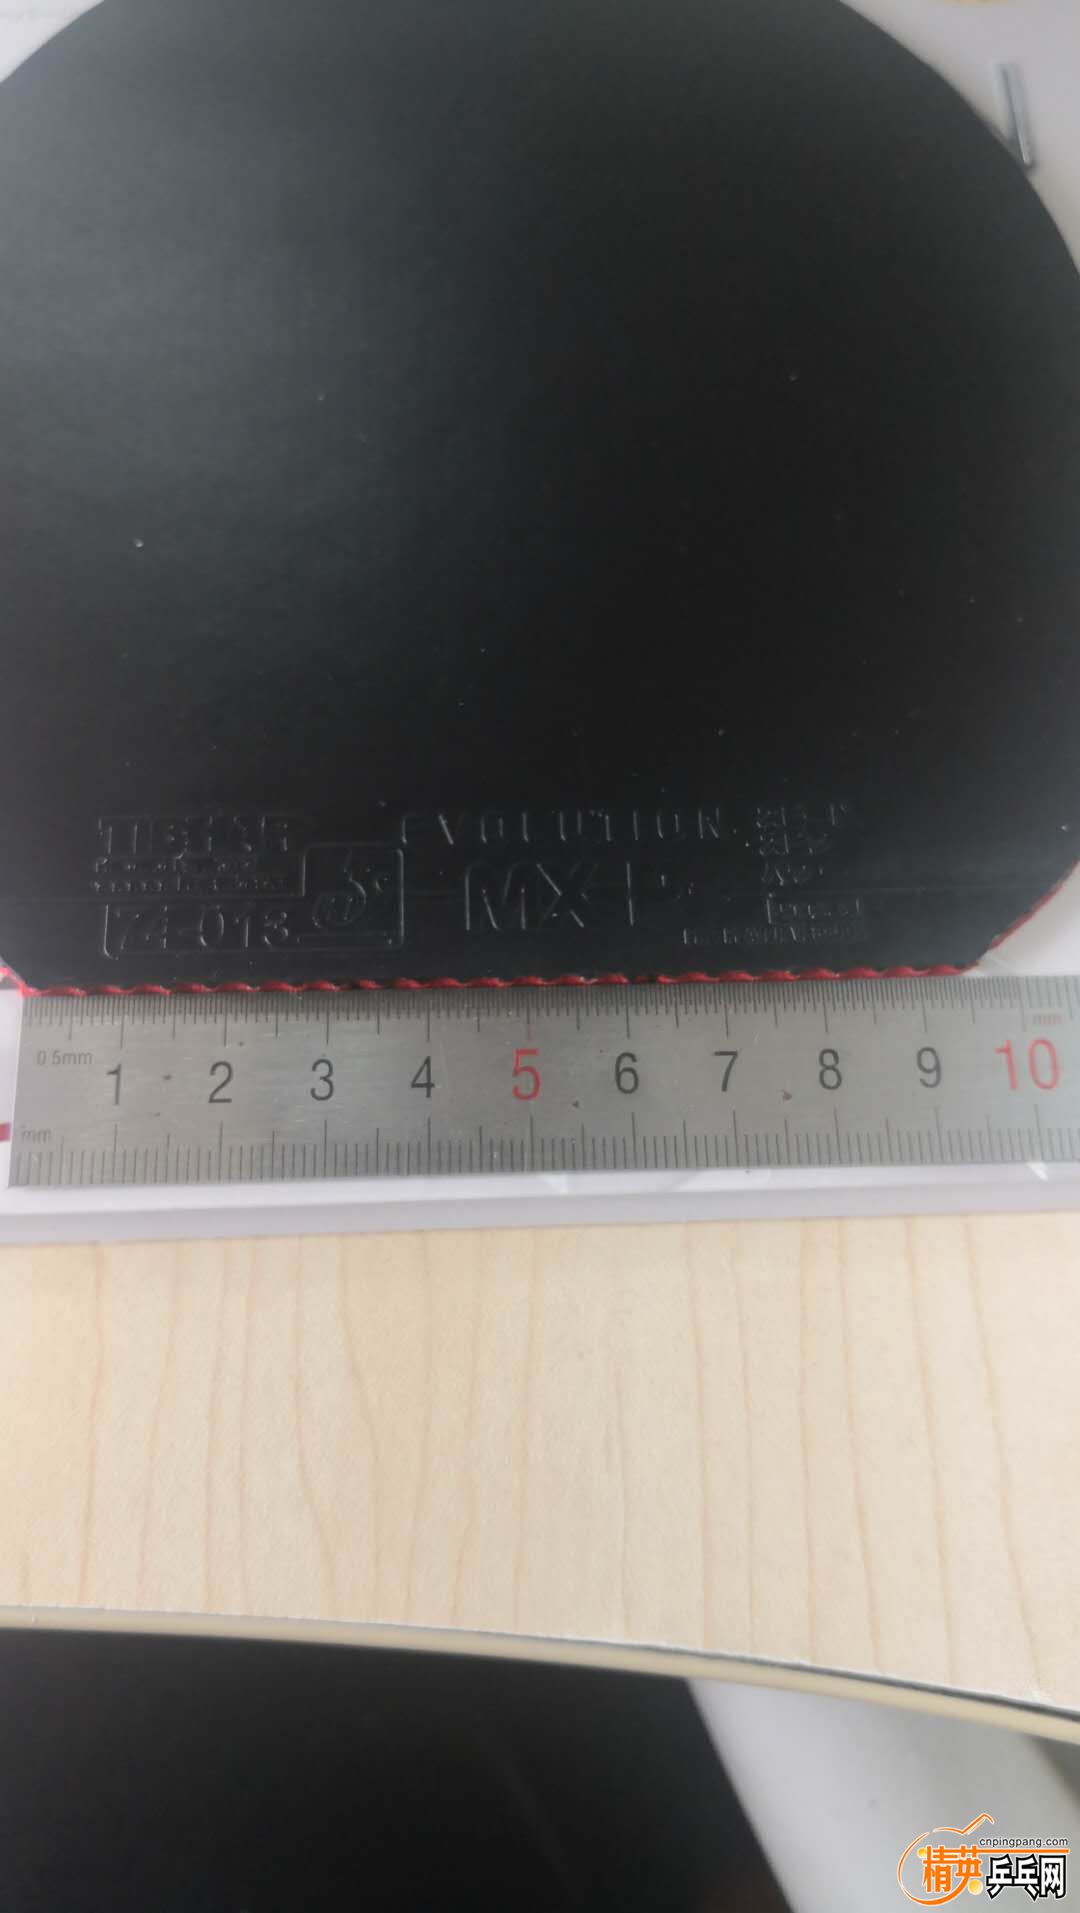 TIBHAR
EVOLUTION
MX-P
74-013
mm
0.5mm
1 2 3 4 5 6 7 8 9 10
mm
cnpingpang.com
精英乒乓网